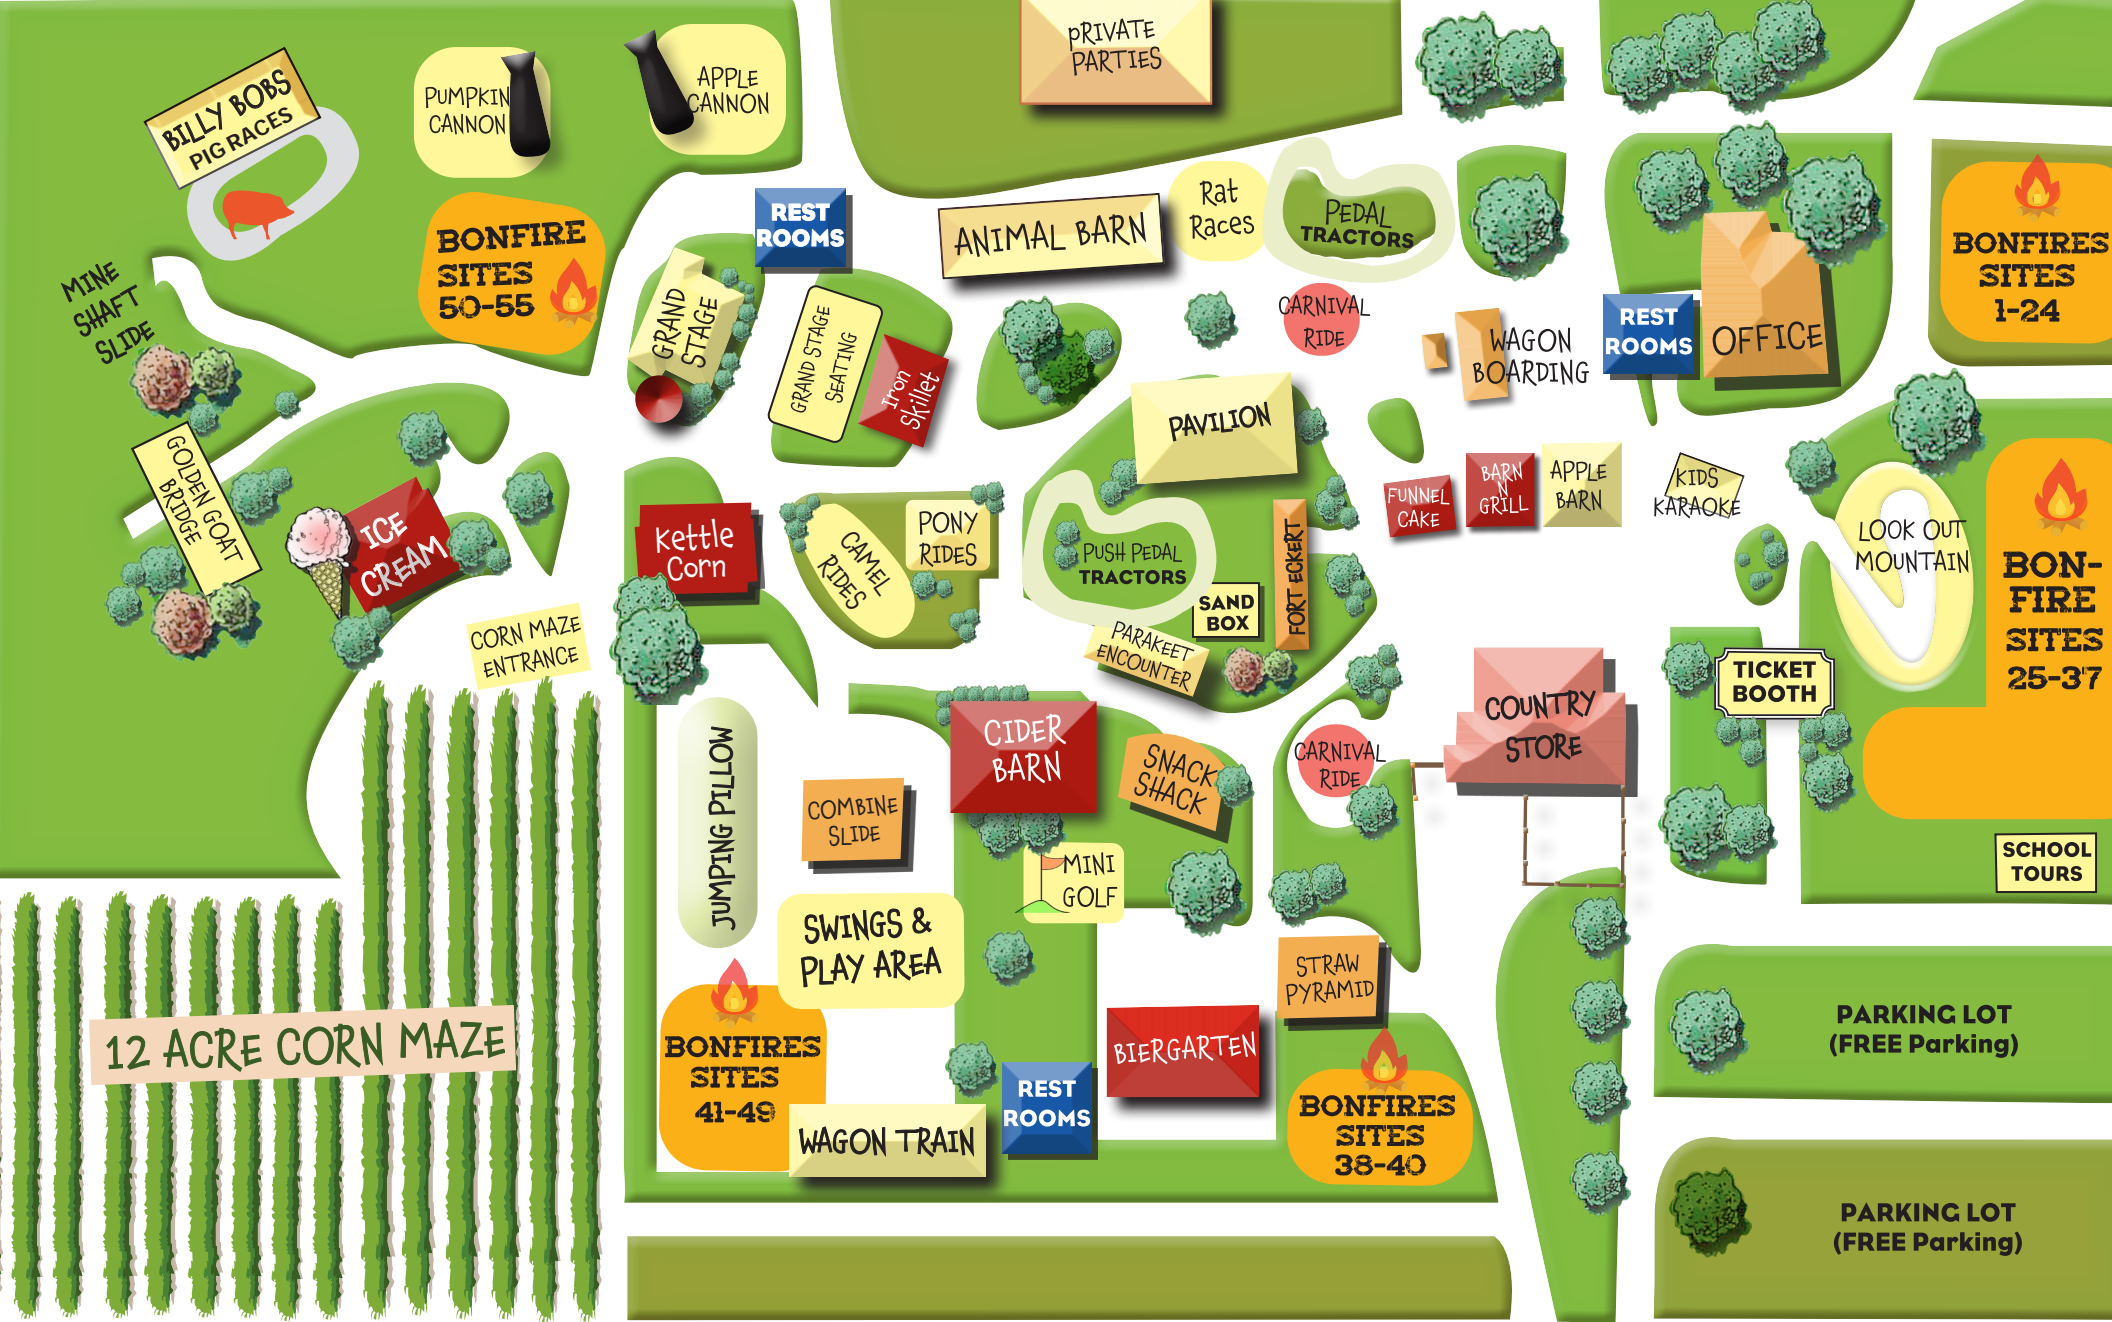 pRIVATE
PARTIES
BILLY BOBS
PIG RACES
PUMPKIN
CANNON
APPLE
CANNON
BONFIRE
SITES
50-55
REST
ROOMS
ANIMAL BARN
Rat
Races
PEDAL
TRACTORS
BONFIRES
SITES
1-24
MINE
SHAFT
SLIDE
GRAND
STAGE
GRAND STAGE
SEATING
Iron
Skillet
CARNIVAL
RIDE
WAGON
BOARDING
REST
ROOMS
OFFICE
PAVILION
GOLDEN GOAT
BRIDGE
ICE
CREAM
Kettle
Corn
CAMEL
RIDES
PONY
RIDES
PUSH PEDAL
TRACTORS
SAND
BOX
FORT ECKERT
PARAKEET
ENCOUNTER
FUNNEL
CAKE
BARN
N
GRILL
APPLE
BARN
KIDS
KARAOKE
LOOK OUT
MOUNTAIN
BON-
FIRE
SITES
25-37
CORN MAZE
ENTRANCE
TICKET
BOOTH
COUNTRY
STORE
JUMPING PILLOW
CIDER
BARN
SNACK
SHACK
CARNIVAL
RIDE
COMBINE
SLIDE
MINI
GOLF
SCHOOL
TOURS
SWINGS &
PLAY AREA
STRAW
PYRAMID
12 ACRE CORN MAZE
BONFIRES
SITES
41-49
BIERGARTEN
REST
ROOMS
WAGON TRAIN
BONFIRES
SITES
38-40
PARKING LOT
(FREE Parking)
PARKING LOT
(FREE Parking)